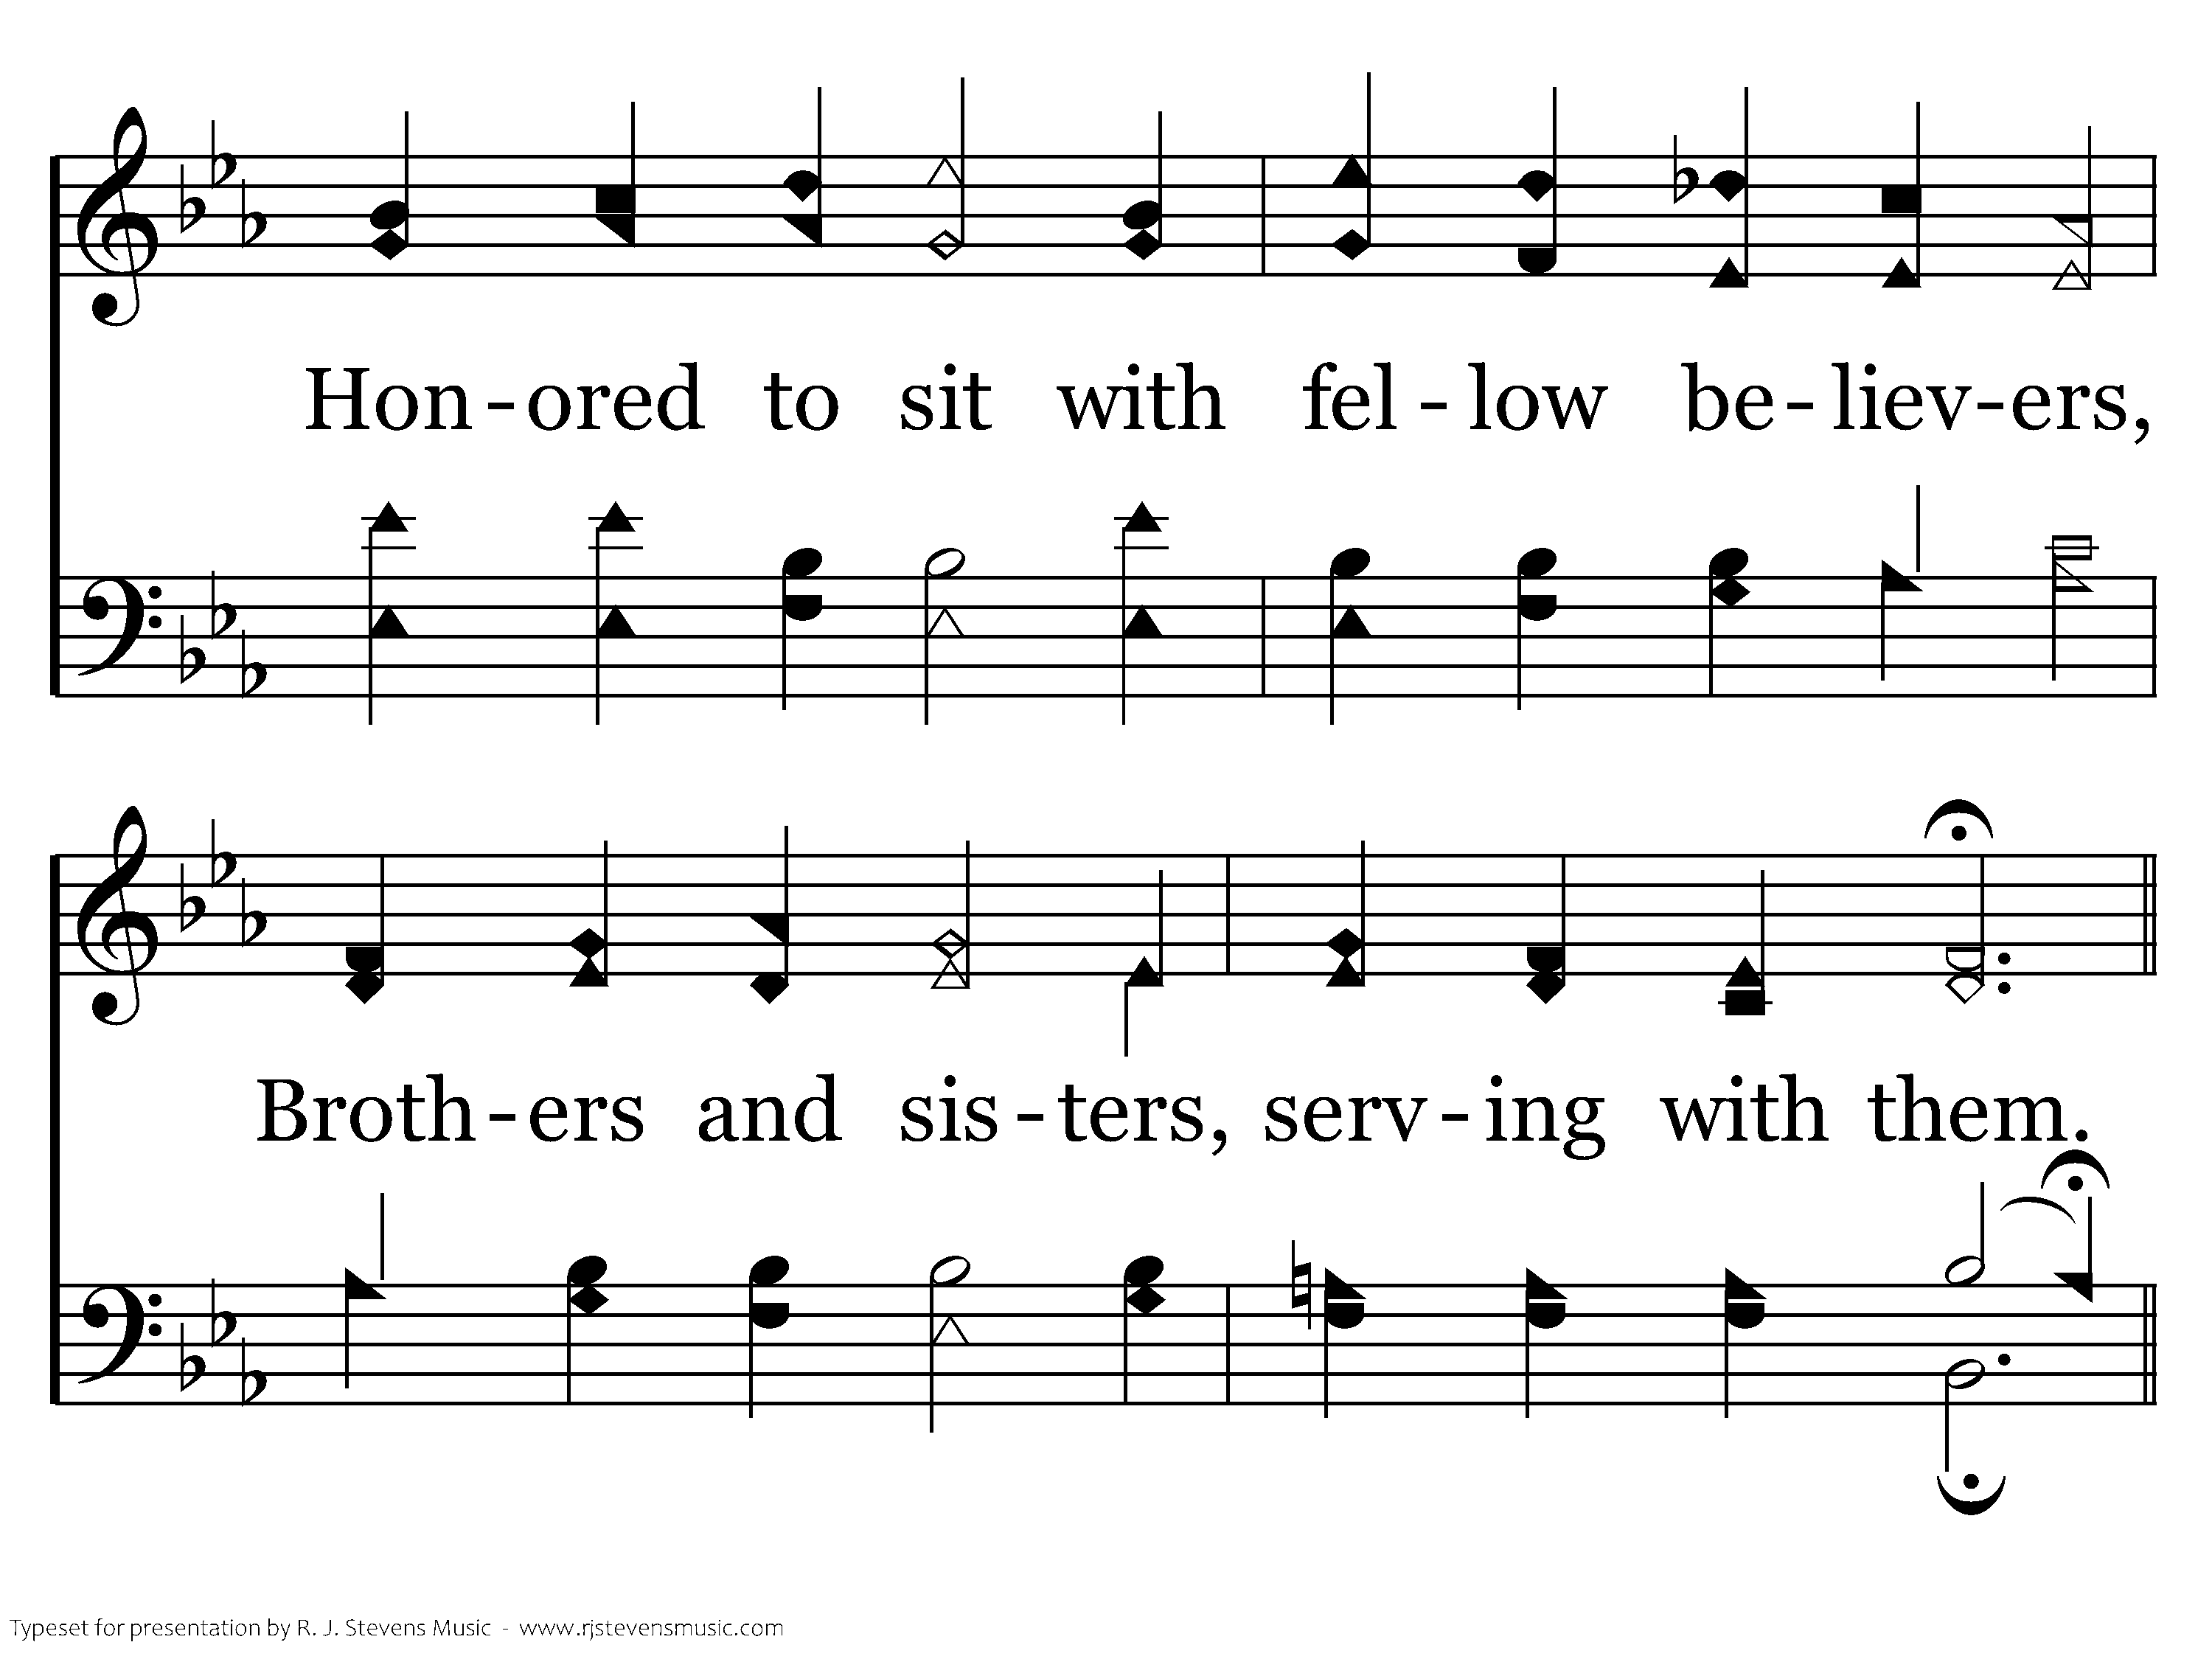 Hon - ored to sit with fel - low be - liev - ers,
Broth - ers and sis - ters, serv - ing with them.
Typeset for presentation by R. J. Stevens Music - www.rjstevensmusic.com